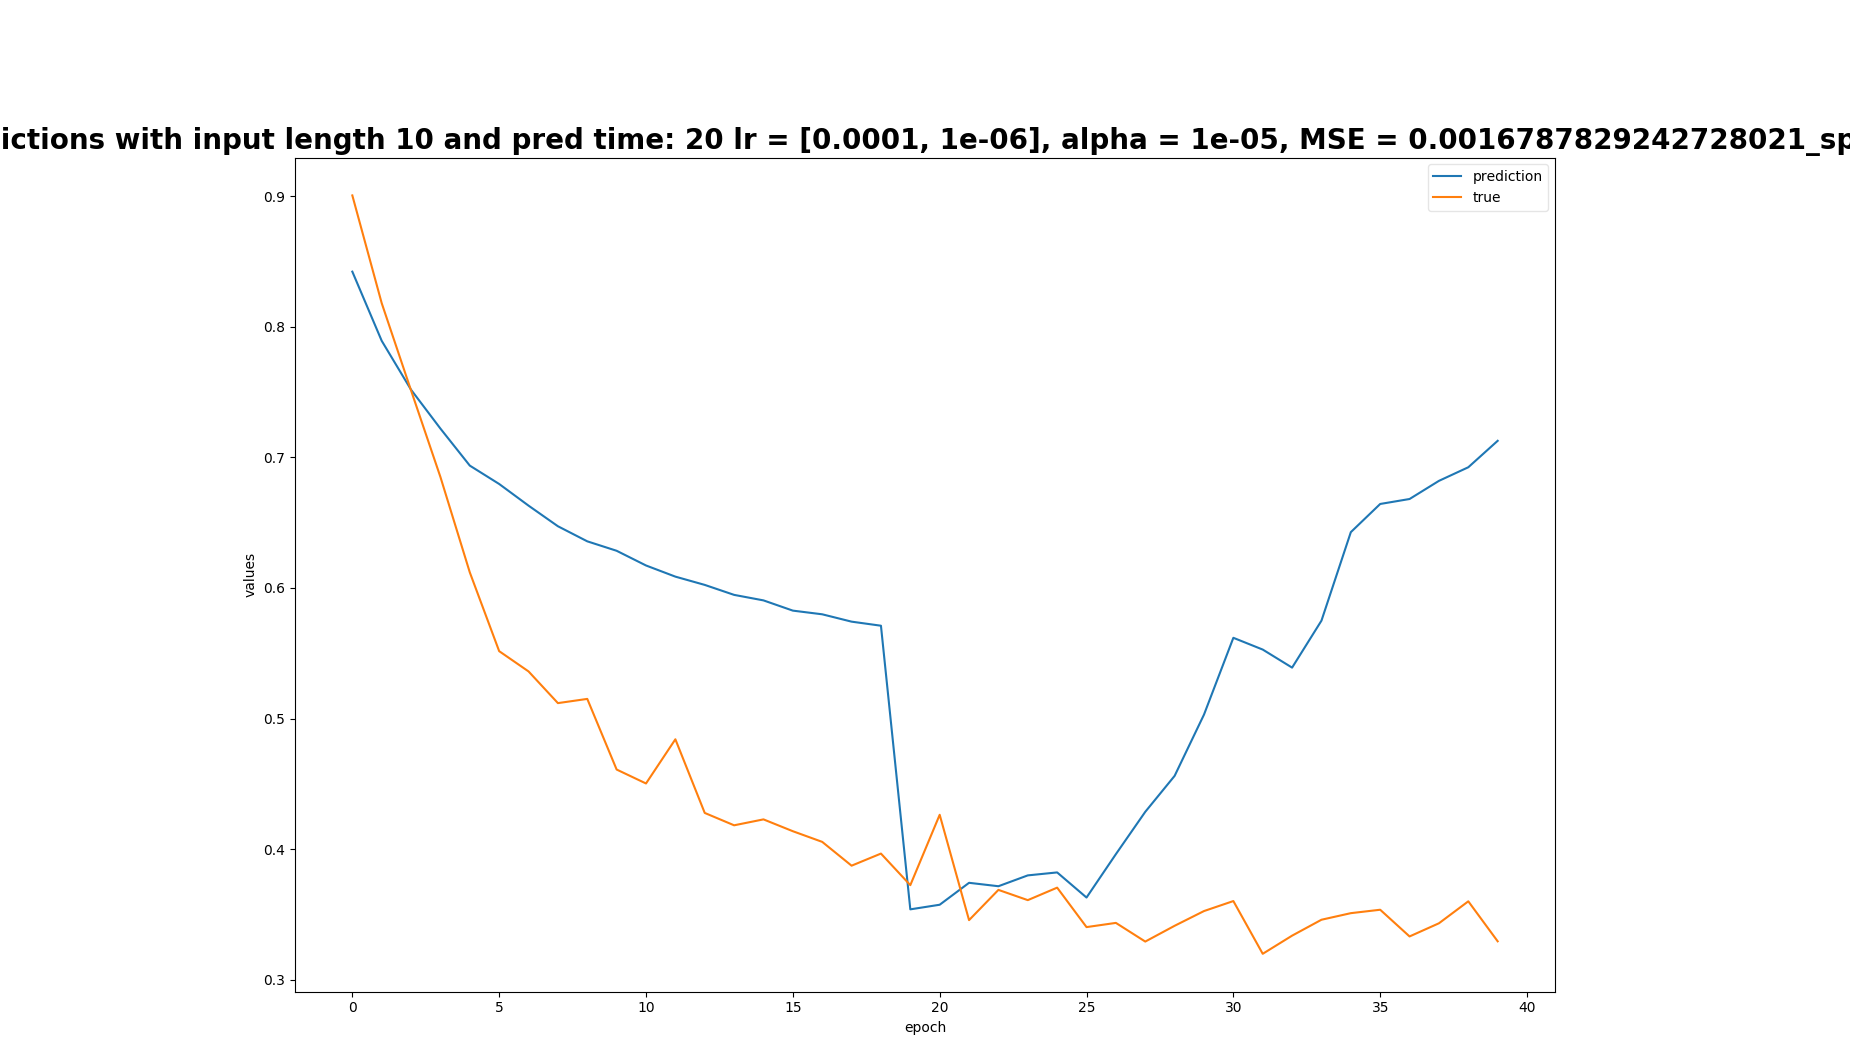 ictions with input length 10 and pred time: 20 lr = [0.0001, 1e-06], alpha = 1e-05, MSE = 0.0016787829242728021_sp
prediction
true
0.9
0.8
0.7
0.6
0.5
0.4
0.3
values
0 5 10 15 20 25 30 35 40
epoch